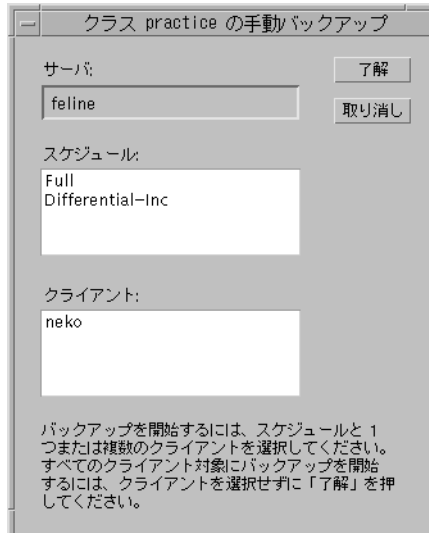 クラス practice の手動バックアップ
サーバ:
了解
feline
取り消し
スケジュール:
Full
Differential-Inc
クライアント:
neko
バックアップを開始するには、スケジュールと 1
つまたは複数のクライアントを選択してください。
すべてのクライアント対象にバックアップを開始
するには、クライアントを選択せずに「了解」を押
してください。